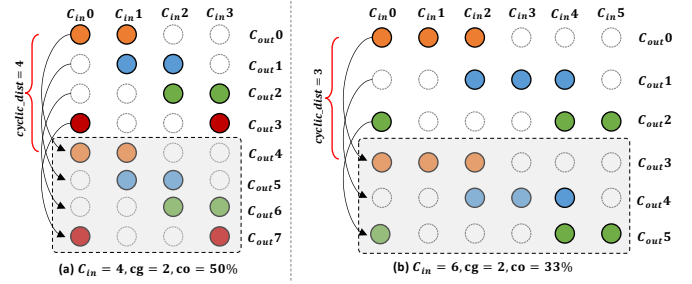 C_in0 C_in1 C_in2 C_in3
C_out0
C_out1
C_out2
C_out3
C_out4
C_out5
C_out6
C_out7
cyclic_dist = 4
(a) C_in = 4, cg = 2, co = 50%
C_in0 C_in1 C_in2 C_in3 C_in4 C_in5
C_out0
C_out1
C_out2
C_out3
C_out4
C_out5
cyclic_dist = 3
(b) C_in = 6, cg = 2, co = 33%